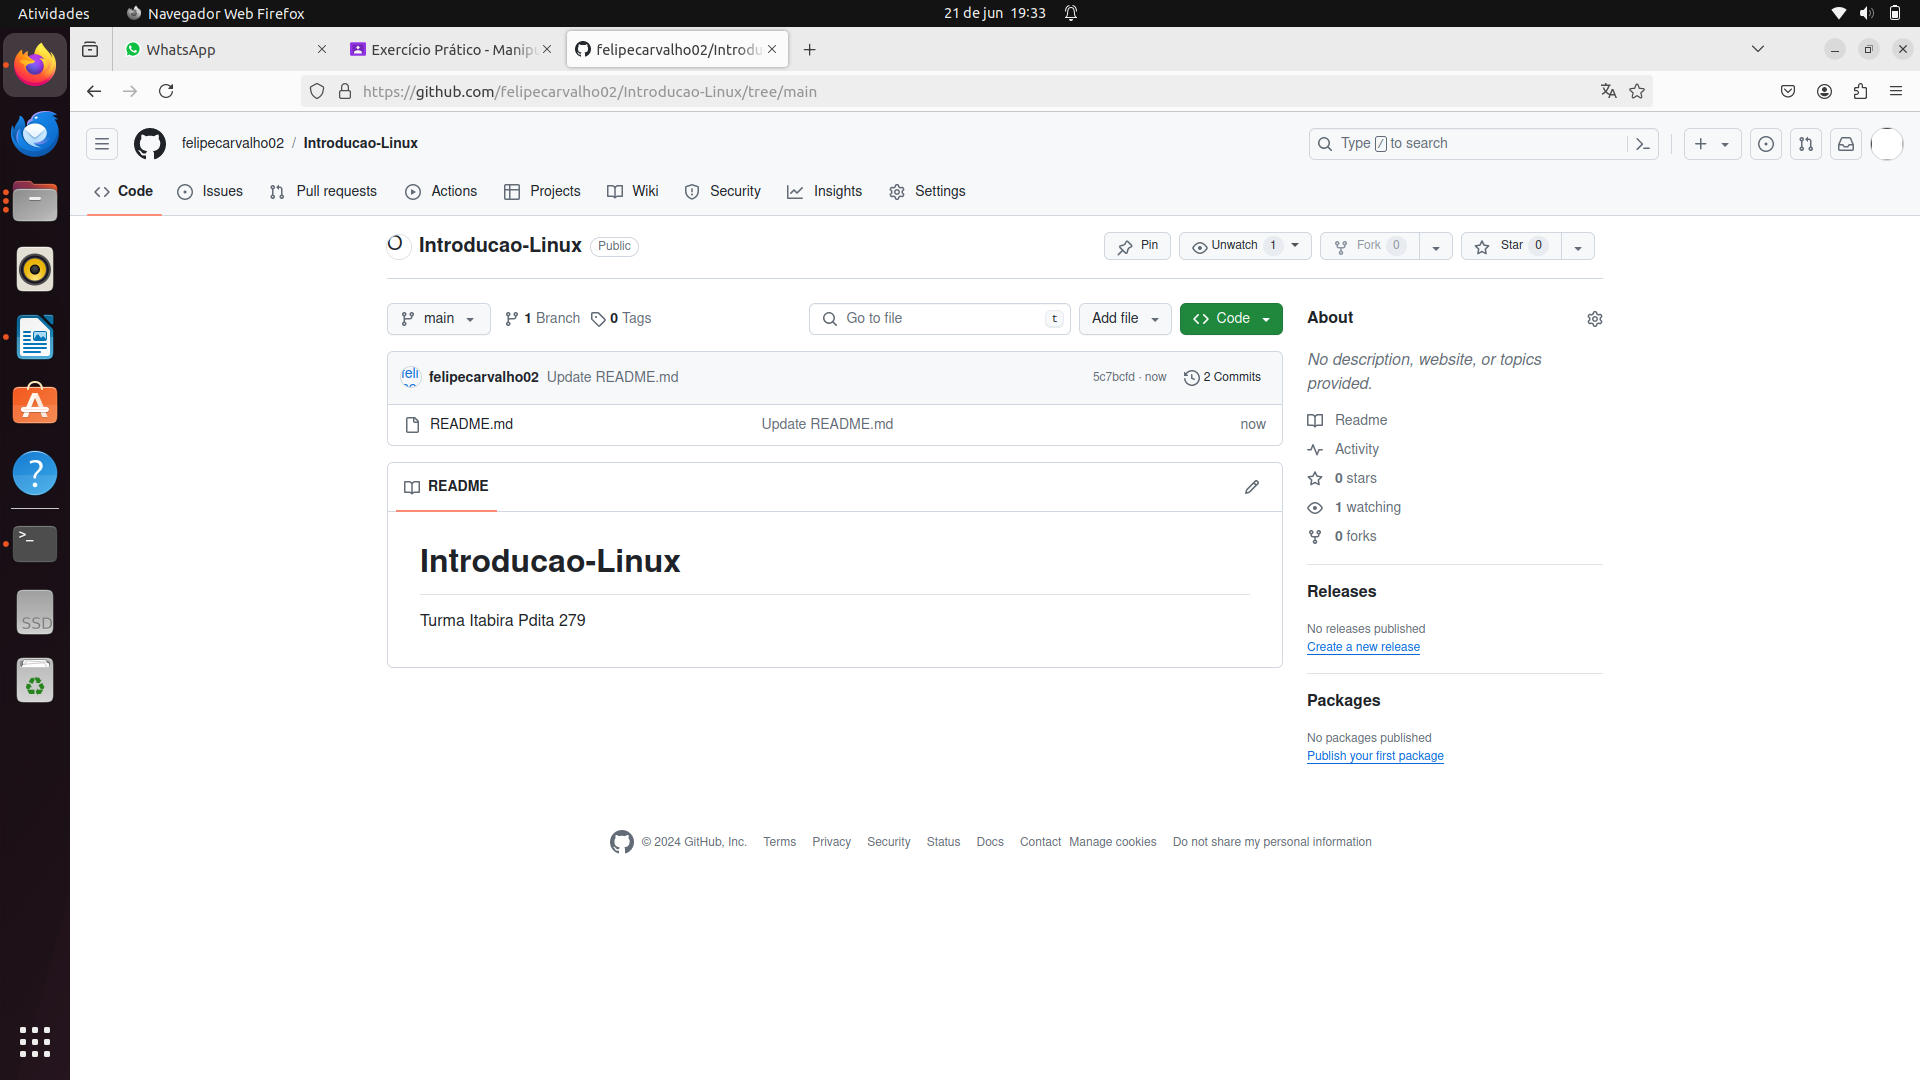 Atividades
Navegador Web Firefox
21 de jun 19:33
WhatsApp
Exercício Prático - Manipu
felipecarvalho02/Introdu
https://github.com/felipecarvalho02/Introducao-Linux/tree/main
felipecarvalho02 / Introducao-Linux
Type / to search
Code
Issues
Pull requests
Actions
Projects
Wiki
Security
Insights
Settings
Introducao-Linux
Public
Pin
Unwatch 1
Fork 0
Star 0
main
1 Branch
0 Tags
Go to file
t
Add file
Code
felipecarvalho02 Update README.md
5c7bcfd · now
2 Commits
README.md
Update README.md
now
README
Introducao-Linux
Turma Itabira Pdita 279
About
No description, website, or topics
provided.
Readme
Activity
0 stars
1 watching
0 forks
Releases
No releases published
Create a new release
Packages
No packages published
Publish your first package
SSD
© 2024 GitHub, Inc.
Terms
Privacy
Security
Status
Docs
Contact
Manage cookies
Do not share my personal information